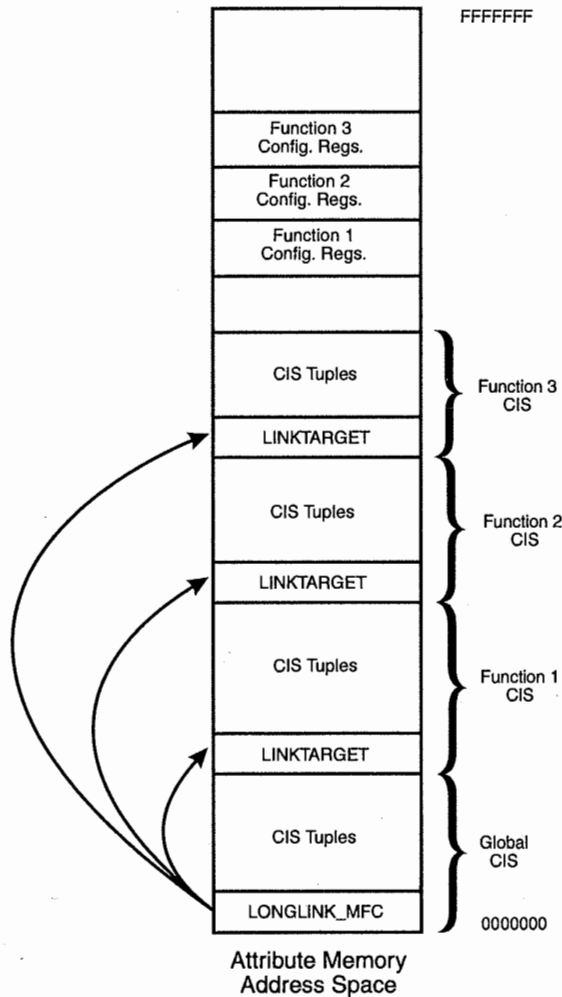 FFFFFFF
Function 3
Config. Regs.
Function 2
Config. Regs.
Function 1
Config. Regs.
CIS Tuples
Function 3
CIS
LINKTARGET
CIS Tuples
Function 2
CIS
LINKTARGET
CIS Tuples
Function 1
CIS
LINKTARGET
CIS Tuples
Global
CIS
LONGLINK_MFC
0000000
Attribute Memory
Address Space